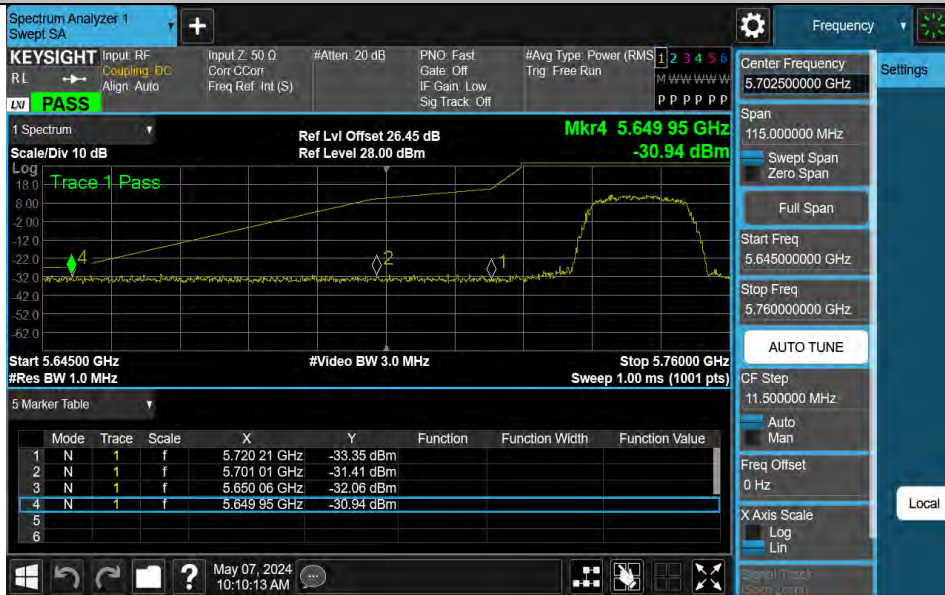 Spectrum Analyzer 1
Swept SA
Frequency
KEYSIGHT
RL
LXI PASS
Input: RF
Coupling: DC
Align: Auto
Input Z: 50 Ω
Corr CCorr
Freq Ref: Int (S)
#Atten: 20 dB
PNO: Fast
Gate: Off
IF Gain: Low
Sig Track: Off
#Avg Type: Power (RMS
Trig: Free Run
1 2 3 4 5 6
M W W W W W
P P P P P P
1 Spectrum
Scale/Div 10 dB
Ref Lvl Offset 26.45 dB
Ref Level 28.00 dBm
Mkr4 5.649 95 GHz
-30.94 dBm
Log
Trace 1 Pass
18.0
8.00
-2.00
-12.0
-22.0
-32.0
-42.0
-52.0
-62.0
4
2
1
Start 5.64500 GHz
#Video BW 3.0 MHz
Stop 5.76000 GHz
#Res BW 1.0 MHz
Sweep 1.00 ms (1001 pts)
5 Marker Table
Mode Trace Scale X Y Function Function Width Function Value
1 N 1 f 5.720 21 GHz -33.35 dBm
2 N 1 f 5.701 01 GHz -31.41 dBm
3 N 1 f 5.650 06 GHz -32.06 dBm
4 N 1 f 5.649 95 GHz -30.94 dBm
5
6
May 07, 2024
10:10:13 AM
Center Frequency
5.702500000 GHz
Settings
Span
115.000000 MHz
Swept Span
Zero Span
Full Span
Start Freq
5.645000000 GHz
Stop Freq
5.760000000 GHz
AUTO TUNE
CF Step
11.500000 MHz
Auto
Man
Freq Offset
0 Hz
Local
X Axis Scale
Log
Lin
Signal Track
(Span Zoom)